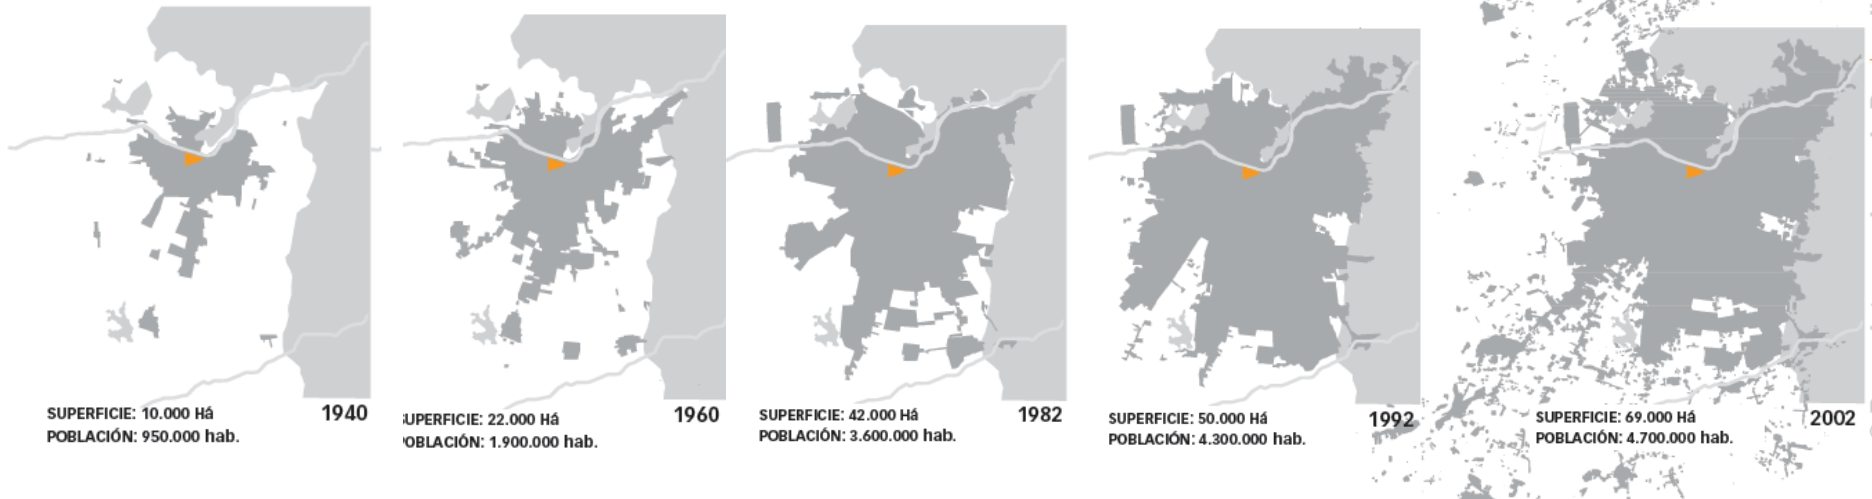 SUPERFICIE: 10.000 Há
POBLACIÓN: 950.000 hab.
1940
SUPERFICIE: 22.000 Há
POBLACIÓN: 1.900.000 hab.
1960
SUPERFICIE: 42.000 Há
POBLACIÓN: 3.600.000 hab.
1982
SUPERFICIE: 50.000 Há
POBLACIÓN: 4.300.000 hab.
1992
SUPERFICIE: 69.000 Há
POBLACIÓN: 4.700.000 hab.
2002